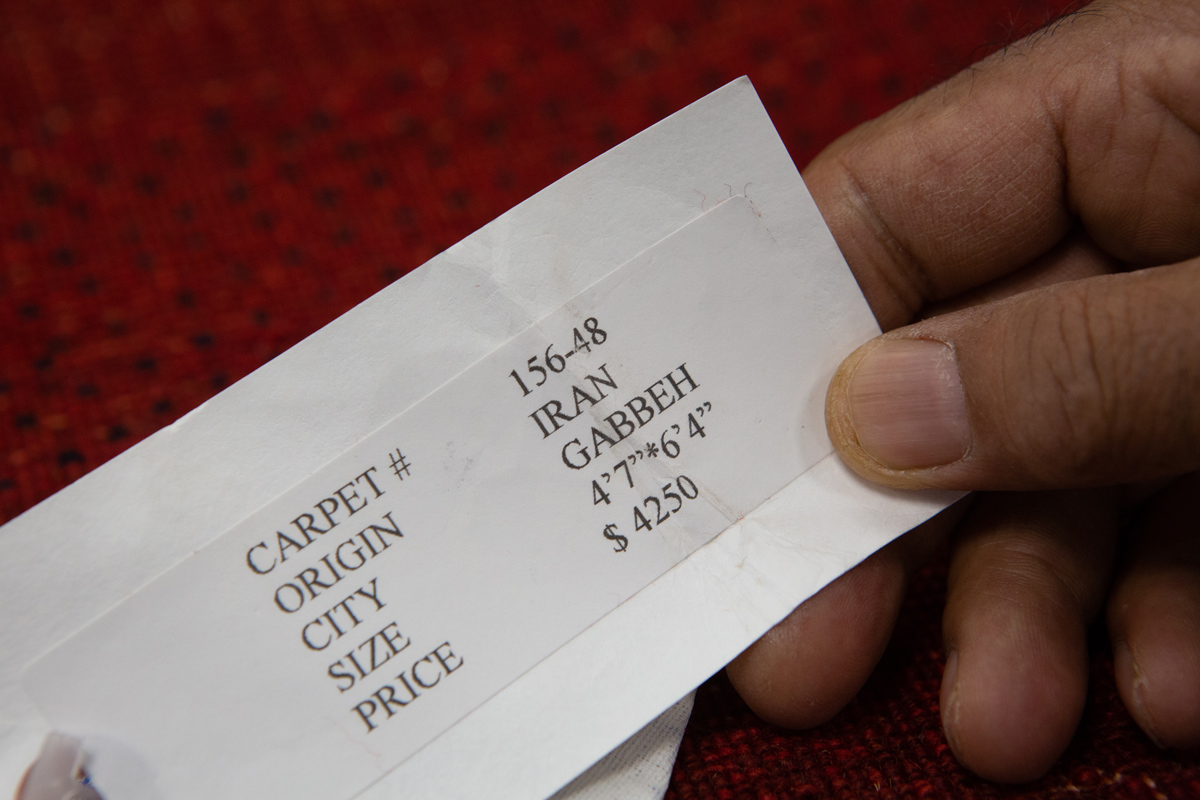 CARPET # 156-48
ORIGIN IRAN
CITY GABBEH
SIZE 4’7”*6’4”
PRICE $ 4250